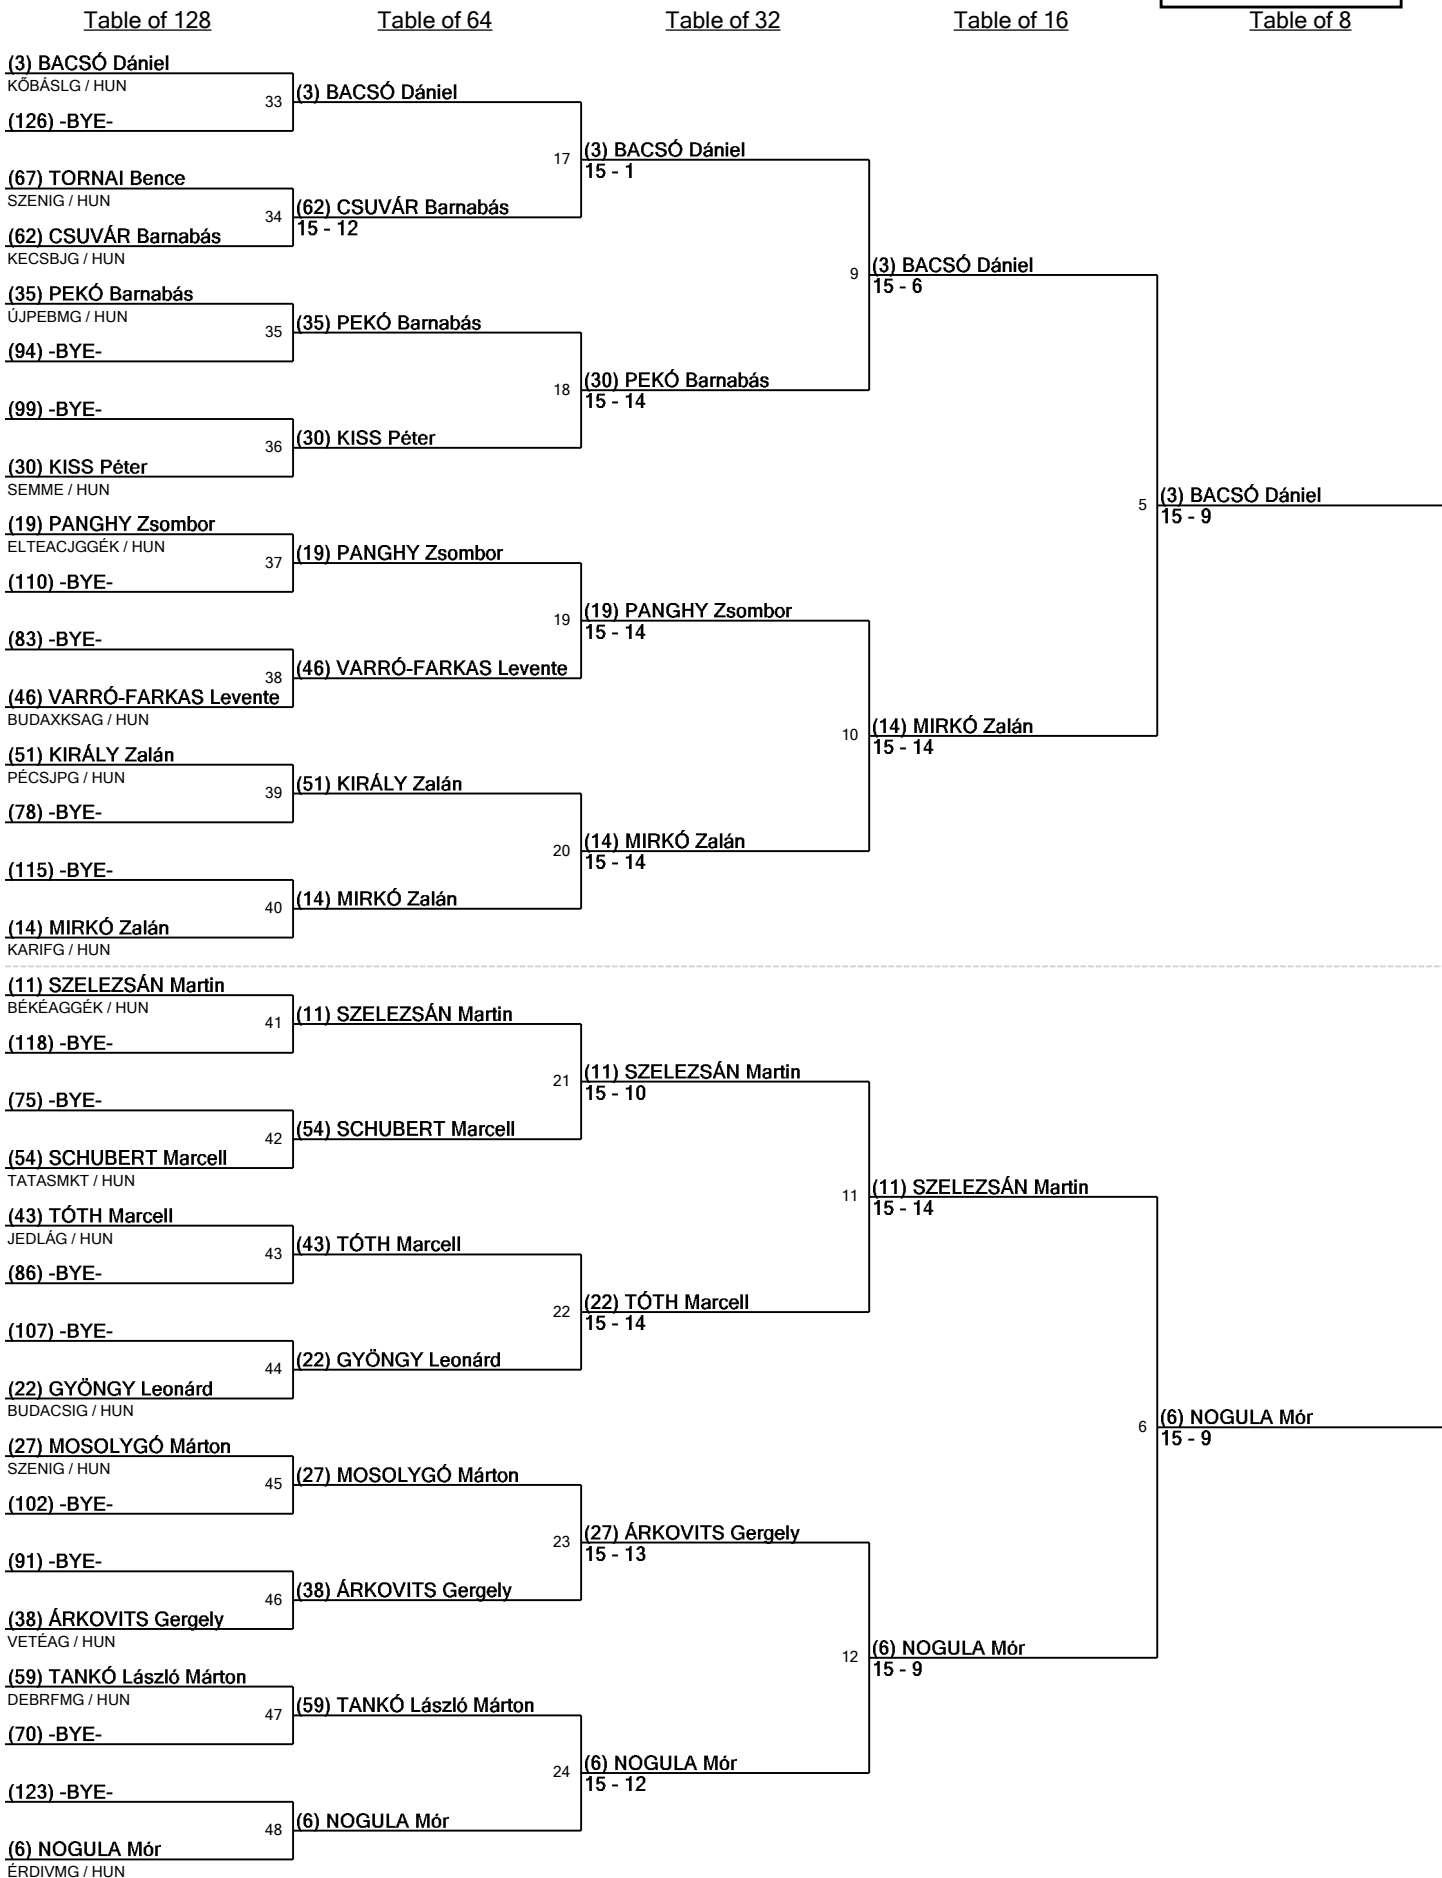 Table of 128
Table of 64
Table of 32
Table of 16
Table of 8
(3) BACSÓ Dániel
KŐBÁSLG / HUN
33
(3) BACSÓ Dániel
(126) -BYE-
17
(3) BACSÓ Dániel
15 - 1
(67) TORNAI Bence
SZENIG / HUN
34
(62) CSUVÁR Barnabás
15 - 12
(62) CSUVÁR Barnabás
KECSBJG / HUN
9
(3) BACSÓ Dániel
15 - 6
(35) PEKÓ Barnabás
ÚJPEBMG / HUN
35
(35) PEKÓ Barnabás
(94) -BYE-
18
(30) PEKÓ Barnabás
15 - 14
(99) -BYE-
36
(30) KISS Péter
(30) KISS Péter
SEMME / HUN
5
(3) BACSÓ Dániel
15 - 9
(19) PANGHY Zsombor
ELTEACJGGÉK / HUN
37
(19) PANGHY Zsombor
(110) -BYE-
19
(19) PANGHY Zsombor
15 - 14
(83) -BYE-
38
(46) VARRÓ-FARKAS Levente
(46) VARRÓ-FARKAS Levente
BUDAXKSAG / HUN
10
(14) MIRKÓ Zalán
15 - 14
(51) KIRÁLY Zalán
PÉCSJPG / HUN
39
(51) KIRÁLY Zalán
(78) -BYE-
20
(14) MIRKÓ Zalán
15 - 14
(115) -BYE-
40
(14) MIRKÓ Zalán
(14) MIRKÓ Zalán
KARIFG / HUN
(11) SZELEZSÁN Martin
BÉKÉAGGÉK / HUN
41
(11) SZELEZSÁN Martin
(118) -BYE-
21
(11) SZELEZSÁN Martin
15 - 10
(75) -BYE-
42
(54) SCHUBERT Marcell
(54) SCHUBERT Marcell
TATASMKT / HUN
11
(11) SZELEZSÁN Martin
15 - 14
(43) TÓTH Marcell
JEDLÁG / HUN
43
(43) TÓTH Marcell
(86) -BYE-
22
(22) TÓTH Marcell
15 - 14
(107) -BYE-
44
(22) GYÖNGY Leonárd
(22) GYÖNGY Leonárd
BUDACSIG / HUN
6
(6) NOGULA Mór
15 - 9
(27) MOSOLYGÓ Márton
SZENIG / HUN
45
(27) MOSOLYGÓ Márton
(102) -BYE-
23
(27) ÁRKOVITS Gergely
15 - 13
(91) -BYE-
46
(38) ÁRKOVITS Gergely
(38) ÁRKOVITS Gergely
VETÉAG / HUN
12
(6) NOGULA Mór
15 - 9
(59) TANKÓ László Márton
DEBRFMG / HUN
47
(59) TANKÓ László Márton
(70) -BYE-
24
(6) NOGULA Mór
15 - 12
(123) -BYE-
48
(6) NOGULA Mór
(6) NOGULA Mór
ÉRDIVMG / HUN